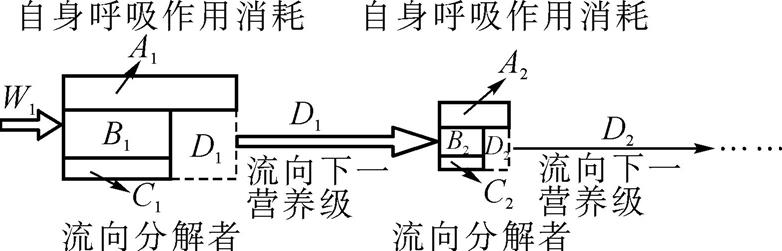 自身呼吸作用消耗 自身呼吸作用消耗
A₁ A₂
W₁ B₁ D₁ D₁ B₂ D₂ D₂ ……
C₁ 流向下一 C₂ 流向下一
营养级 营养级
流向分解者 流向分解者